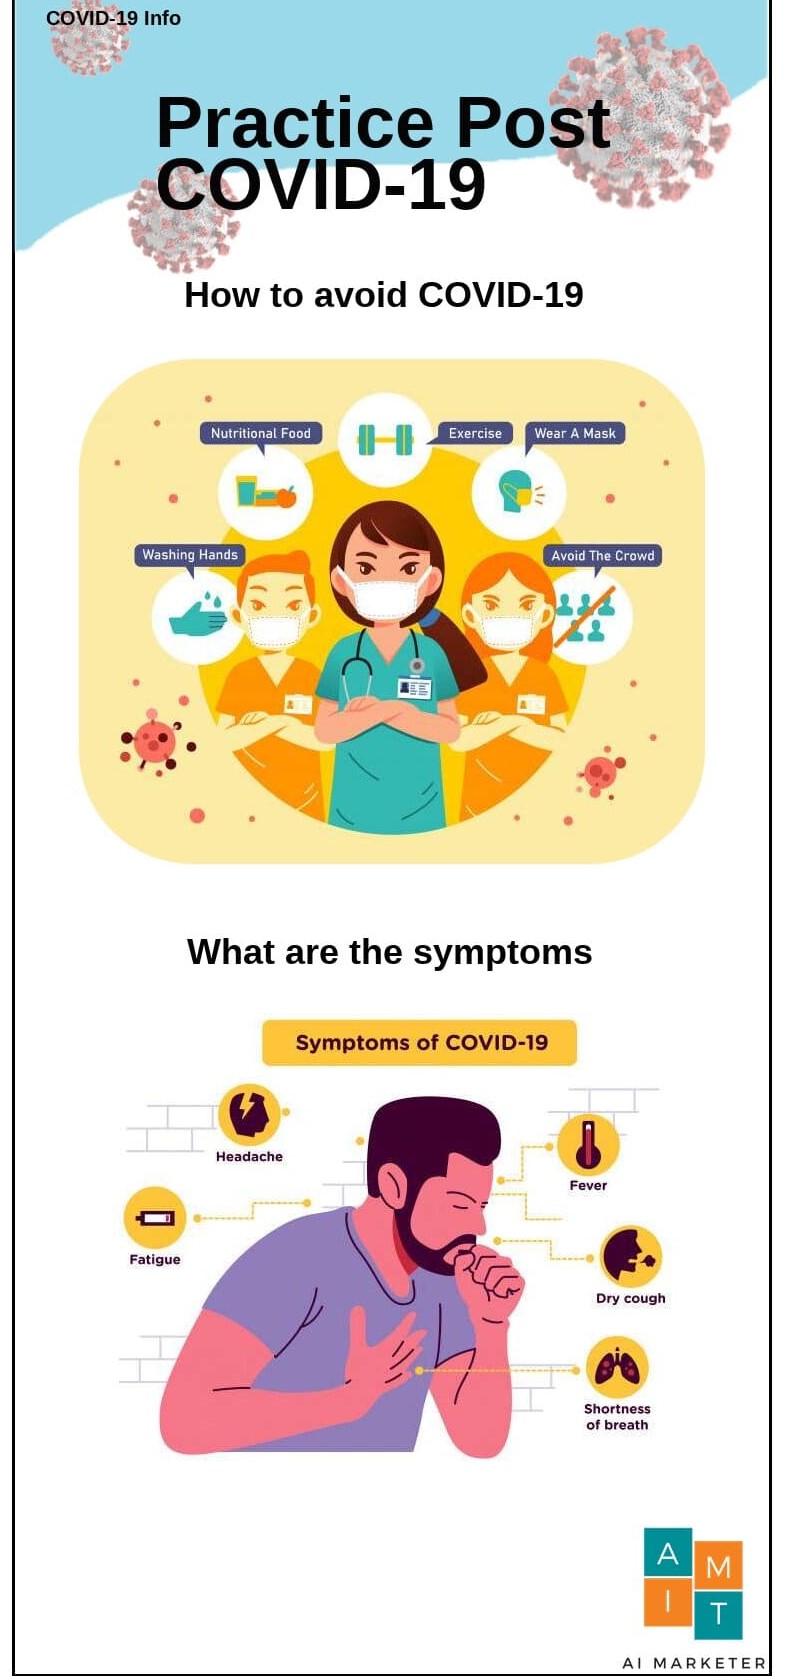 COVID-19 Info
Practice Post
COVID-19
How to avoid COVID-19
Nutritional Food
Exercise
Wear A Mask
Washing Hands
Avoid The Crowd
What are the symptoms
Symptoms of COVID-19
Headache
Fever
Fatigue
Dry cough
Shortness
of breath
A M
I T
AI MARKETER